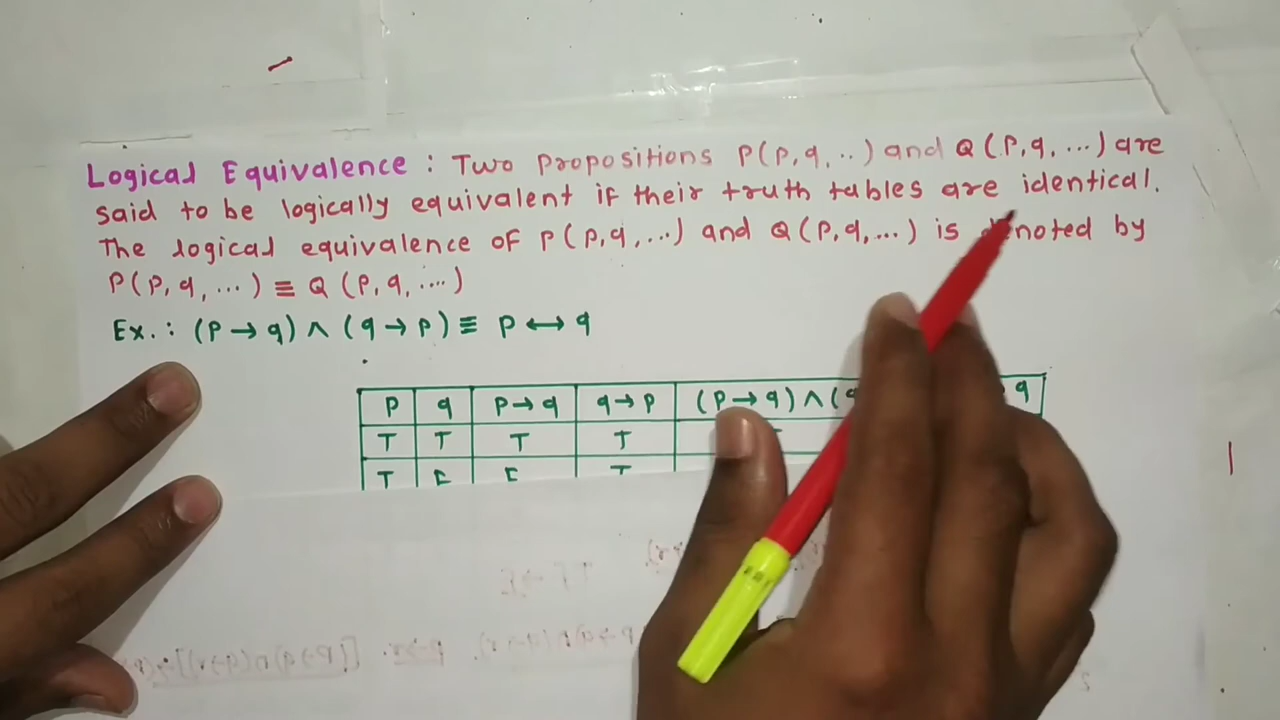 Logical Equivalence : Two propositions P(p,q,..) and Q(p,q,...) are
said to be logically equivalent if their truth tables are identical.
The logical equivalence of P(p,q,...) and Q(p,q,...) is denoted by
P(p,q,...) ≡ Q(p,q,....)
Ex. : (p→q)∧(q→p) ≡ p↔q
p q p→q q→p (p→q)∧(q q
T T T T T
T F F T